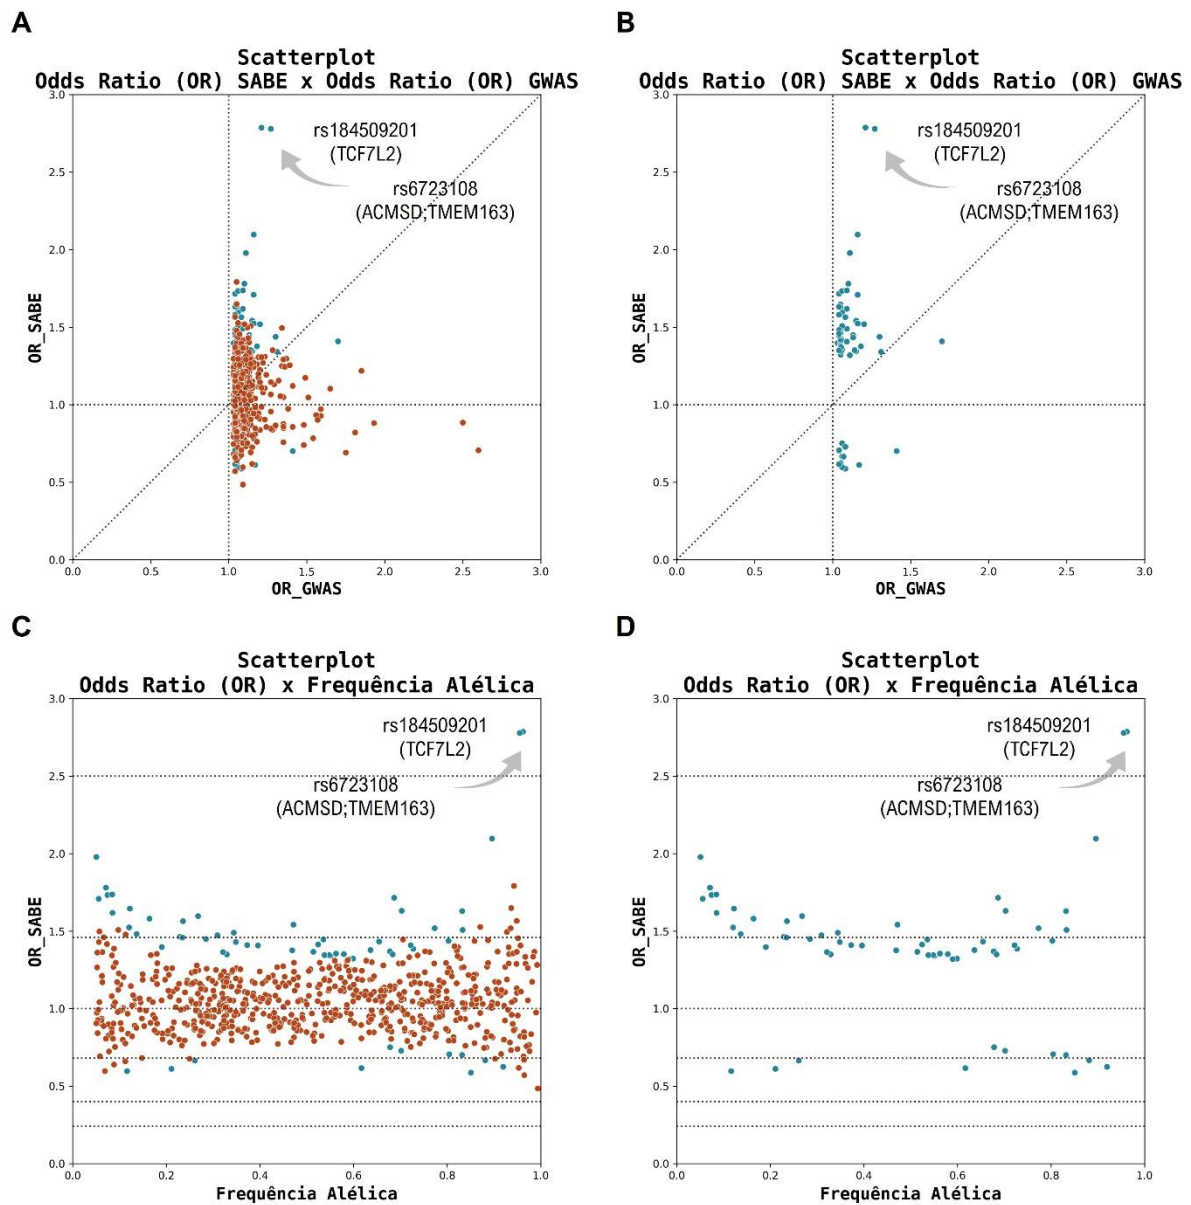 A
Scatterplot
Odds Ratio (OR) SABE x Odds Ratio (OR) GWAS
3.0
2.5
2.0
1.5
1.0
0.5
0.0
OR_SABE
rs184509201
(TCF7L2)
rs6723108
(ACMSD;TMEM163)
0.0 0.5 1.0 1.5 2.0 2.5 3.0
OR_GWAS
B
Scatterplot
Odds Ratio (OR) SABE x Odds Ratio (OR) GWAS
3.0
2.5
2.0
1.5
1.0
0.5
0.0
OR_SABE
rs184509201
(TCF7L2)
rs6723108
(ACMSD;TMEM163)
0.0 0.5 1.0 1.5 2.0 2.5 3.0
OR_GWAS
C
Scatterplot
Odds Ratio (OR) x Frequência Alélica
3.0
2.5
2.0
1.5
1.0
0.5
0.0
OR_SABE
rs184509201
(TCF7L2)
rs6723108
(ACMSD;TMEM163)
0.0 0.2 0.4 0.6 0.8 1.0
Frequência Alélica
D
Scatterplot
Odds Ratio (OR) x Frequência Alélica
3.0
2.5
2.0
1.5
1.0
0.5
0.0
OR_SABE
rs184509201
(TCF7L2)
rs6723108
(ACMSD;TMEM163)
0.0 0.2 0.4 0.6 0.8 1.0
Frequência Alélica